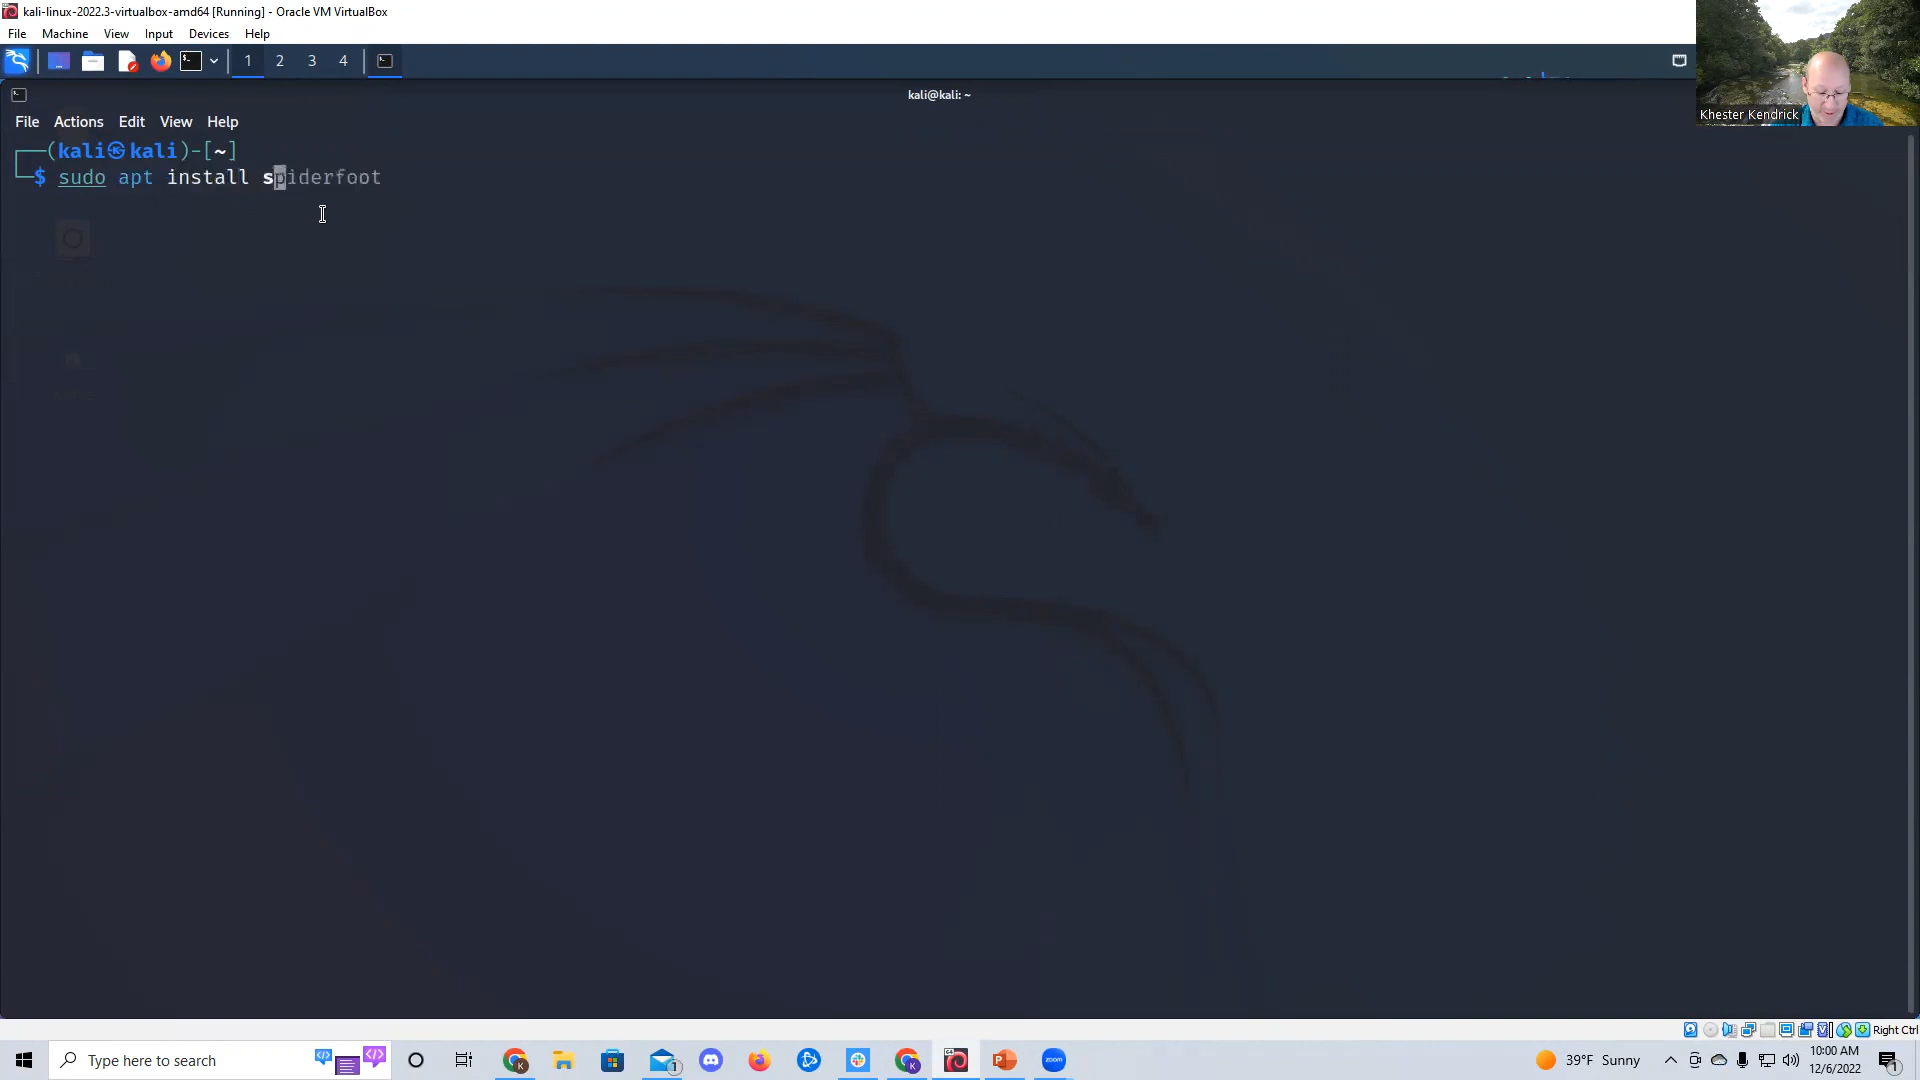 kali-linux-2022.3-virtualbox-amd64 [Running] - Oracle VM VirtualBox
File Machine View Input Devices Help
1 2 3 4
kali@kali: ~
Khester Kendrick
File Actions Edit View Help
(kali㉿kali)-[~]
$ sudo apt install spiderfoot
Right Ctrl
Type here to search
1
39°F Sunny
10:00 AM
12/6/2022
1